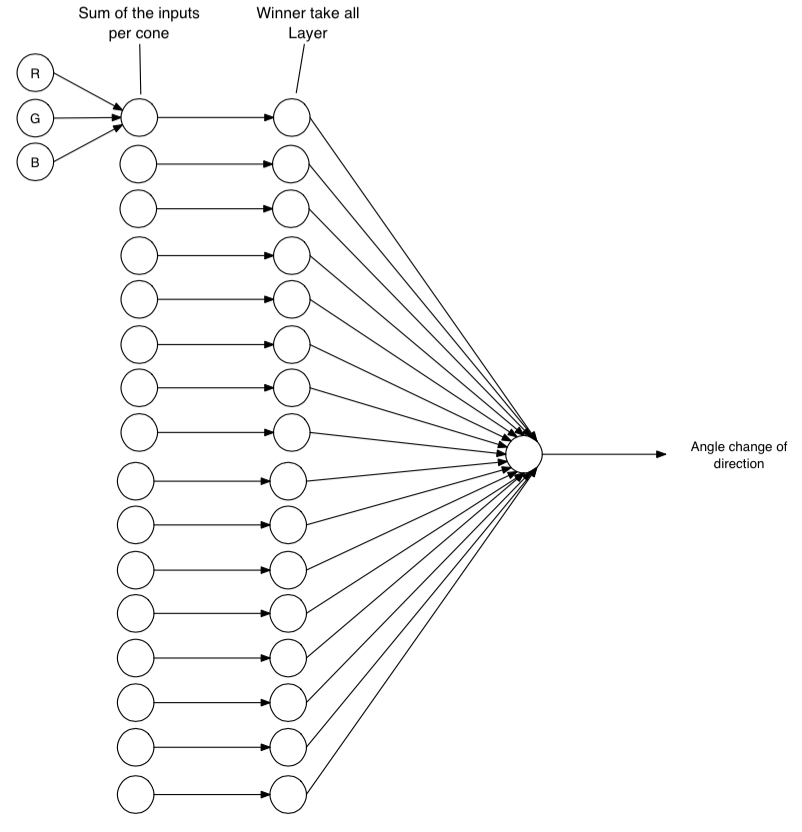 Sum of the inputs
per cone
Winner take all
Layer
R
G
B
Angle change of
direction